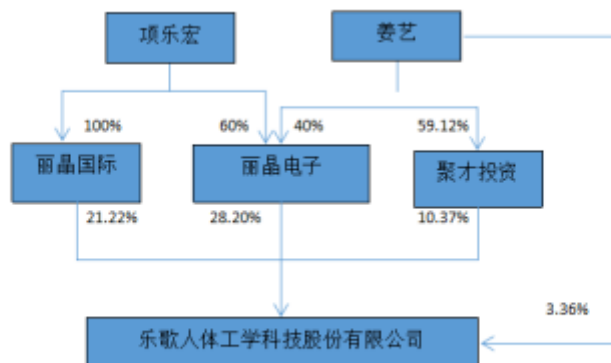 项乐宏
姜艺
100%
60%
40%
59.12%
丽晶国际
丽晶电子
聚才投资
21.22%
28.20%
10.37%
3.36%
乐歌人体工学科技股份有限公司